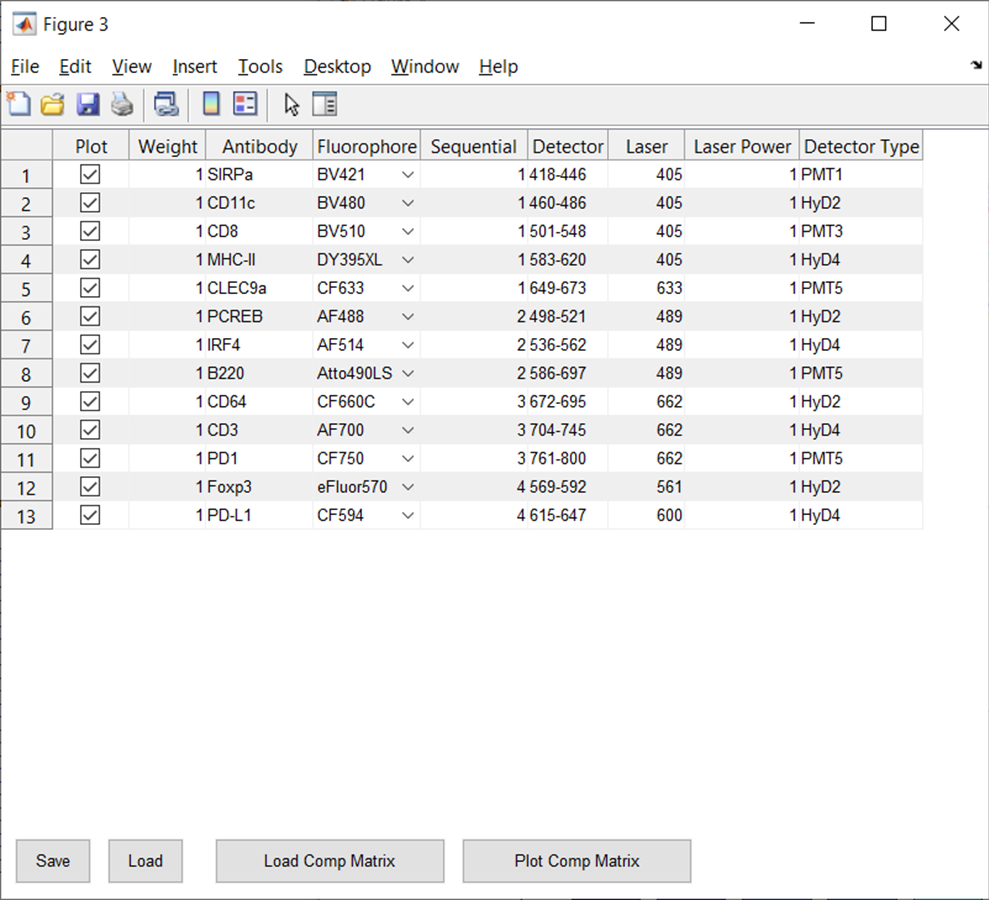 Figure 3
File Edit View Insert Tools Desktop Window Help
Plot Weight Antibody Fluorophore Sequential Detector Laser Laser Power Detector Type
1 1 SIRPa BV421 1 418-446 405 1 PMT1
2 1 CD11c BV480 1 460-486 405 1 HyD2
3 1 CD8 BV510 1 501-548 405 1 PMT3
4 1 MHC-II DY395XL 1 583-620 405 1 HyD4
5 1 CLEC9a CF633 1 649-673 633 1 PMT5
6 1 PCREB AF488 2 498-521 489 1 HyD2
7 1 IRF4 AF514 2 536-562 489 1 HyD4
8 1 B220 Atto490LS 2 586-697 489 1 PMT5
9 1 CD64 CF660C 3 672-695 662 1 HyD2
10 1 CD3 AF700 3 704-745 662 1 HyD4
11 1 PD1 CF750 3 761-800 662 1 PMT5
12 1 Foxp3 eFluor570 4 569-592 561 1 HyD2
13 1 PD-L1 CF594 4 615-647 600 1 HyD4
Save Load Load Comp Matrix Plot Comp Matrix